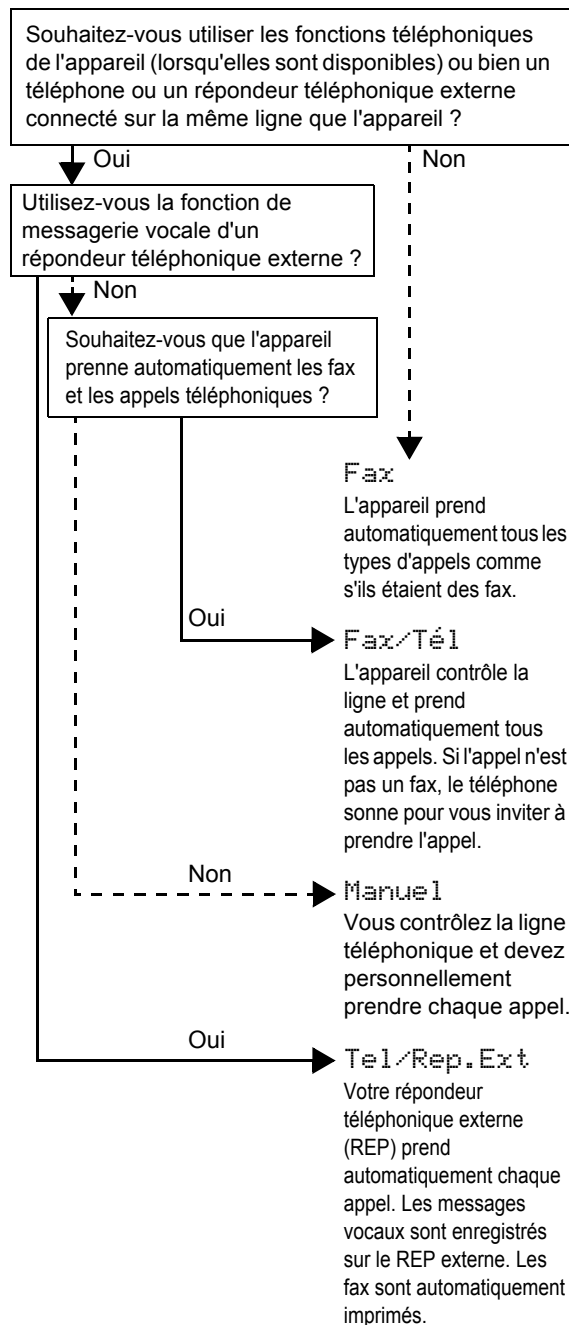 Souhaitez-vous utiliser les fonctions téléphoniques
de l'appareil (lorsqu'elles sont disponibles) ou bien un
téléphone ou un répondeur téléphonique externe
connecté sur la même ligne que l'appareil ?
Oui
Non
Utilisez-vous la fonction de
messagerie vocale d'un
répondeur téléphonique externe ?
Non
Souhaitez-vous que l'appareil
prenne automatiquement les fax
et les appels téléphoniques ?
Fax
L'appareil prend
automatiquement tous les
types d'appels comme
s'ils étaient des fax.
Oui
Fax/Tél
L'appareil contrôle la
ligne et prend
automatiquement tous
les appels. Si l'appel n'est
pas un fax, le téléphone
sonne pour vous inviter à
prendre l'appel.
Non
Manuel
Vous contrôlez la ligne
téléphonique et devez
personnellement
prendre chaque appel.
Oui
Tel/Rep.Ext
Votre répondeur
téléphonique externe
(REP) prend
automatiquement chaque
appel. Les messages
vocaux sont enregistrés
sur le REP externe. Les
fax sont automatiquement
imprimés.